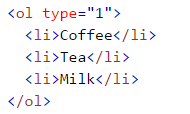 <ol type="1">
  <li>Coffee</li>
  <li>Tea</li>
  <li>Milk</li>
</ol>